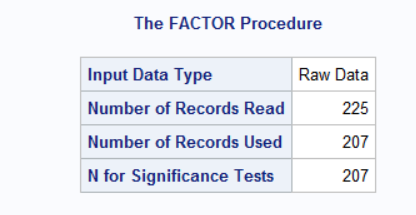 The FACTOR Procedure
Input Data Type Raw Data
Number of Records Read 225
Number of Records Used 207
N for Significance Tests 207